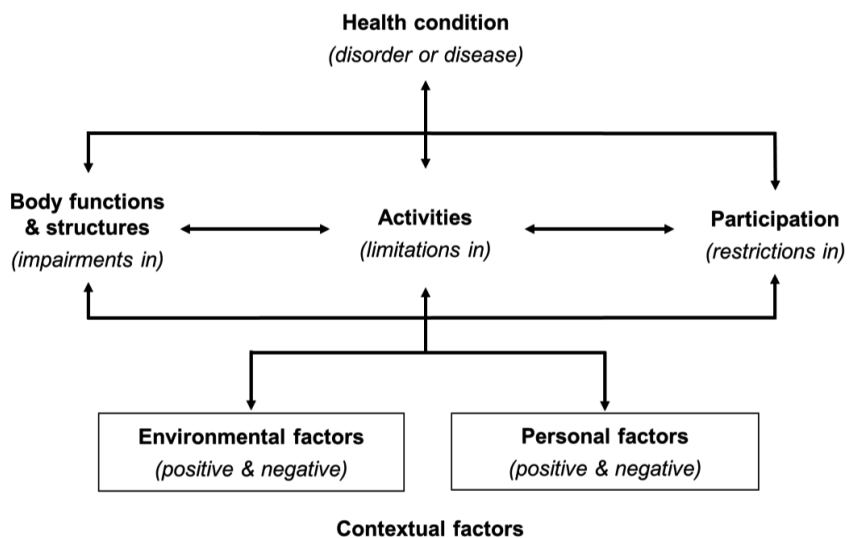 Health condition
(disorder or disease)
Body functions
& structures
(impairments in)
Activities
(limitations in)
Participation
(restrictions in)
Environmental factors
(positive & negative)
Personal factors
(positive & negative)
Contextual factors